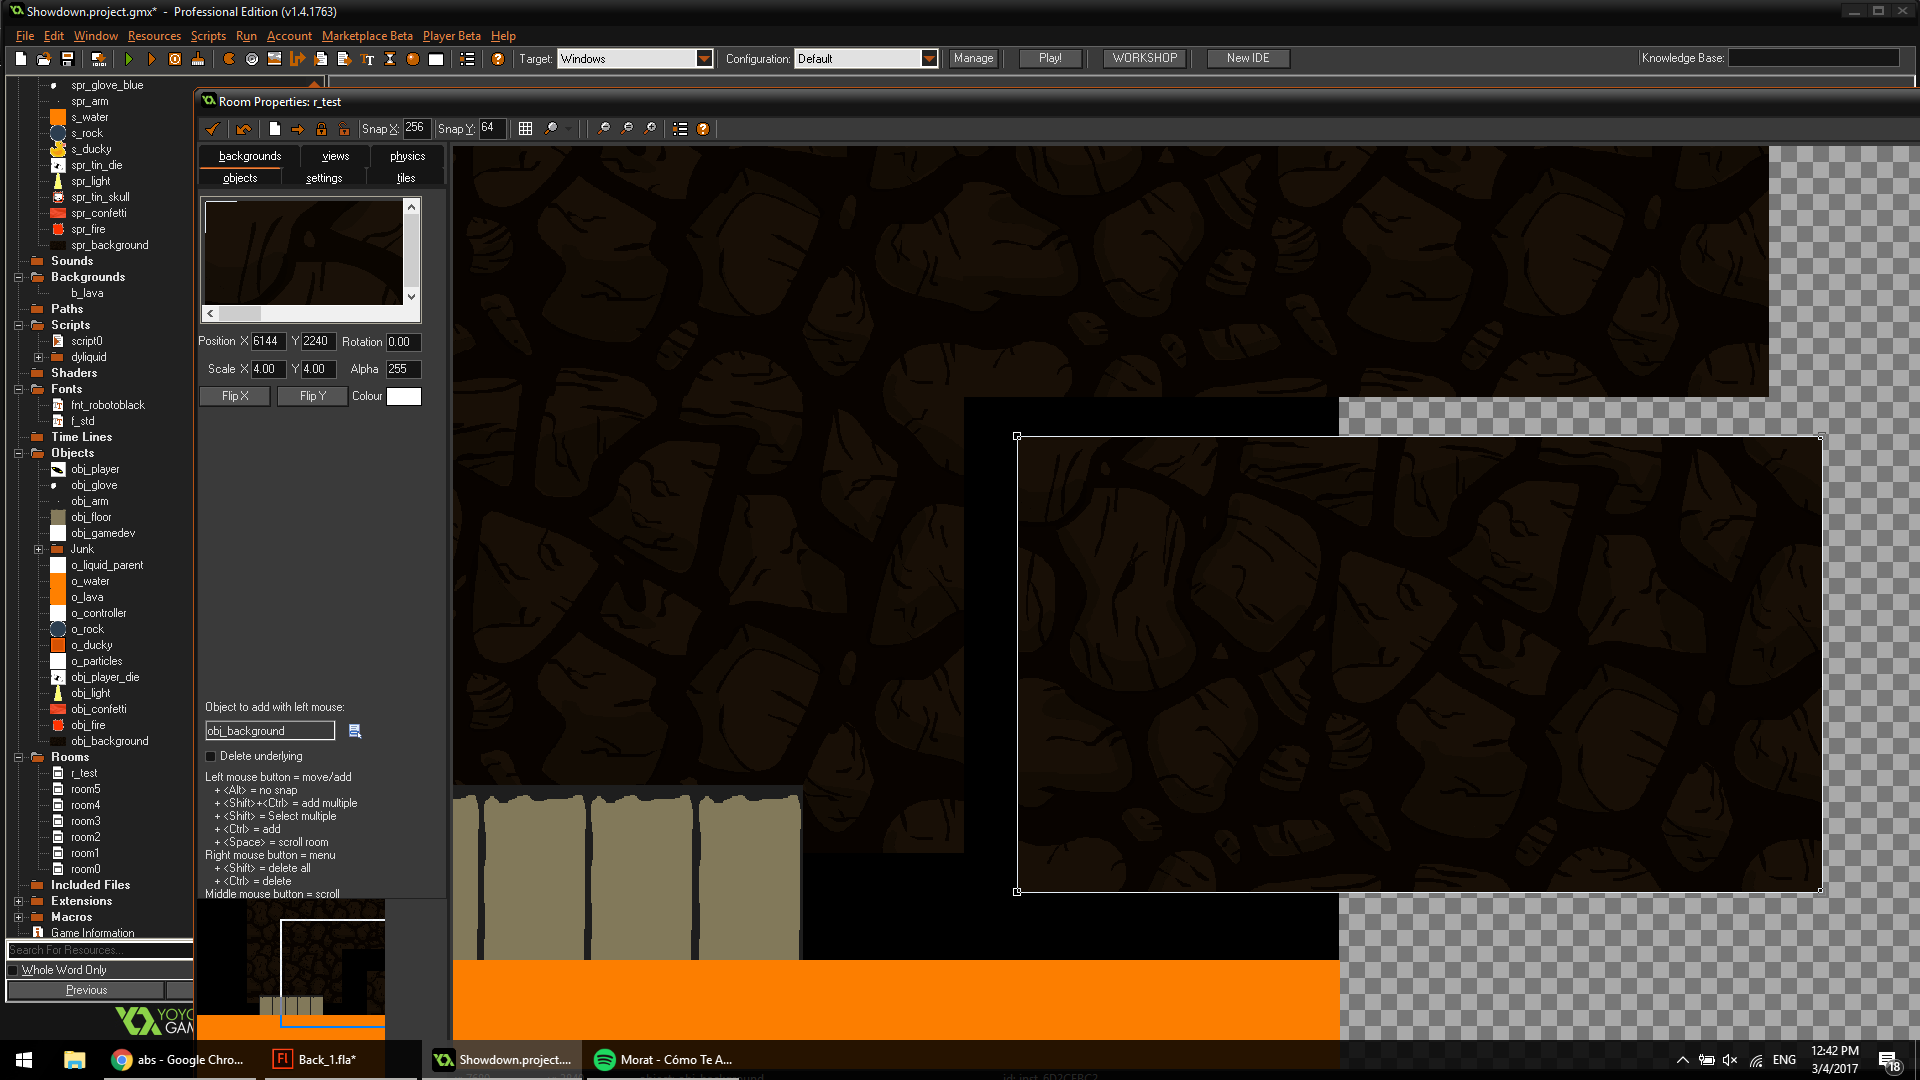 Showdown.project.gmx* - Professional Edition (v1.4.1763)
File Edit Window Resources Scripts Run Account Marketplace Beta Player Beta Help
Target: Windows Configuration: Default Manage Play! WORKSHOP New IDE Knowledge Base:
spr_glove_blue
spr_arm
s_water
s_rock
s_ducky
spr_tin_die
spr_light
spr_tin_skull
spr_confetti
spr_fire
spr_background
Sounds
Backgrounds
b_lava
Paths
Scripts
script0
dyliquid
Shaders
Fonts
fnt_robotoblack
f_std
Time Lines
Objects
obj_player
obj_glove
obj_arm
obj_floor
obj_gamedev
Junk
o_liquid_parent
o_water
o_lava
o_controller
o_rock
o_ducky
o_particles
obj_player_die
obj_light
obj_confetti
obj_fire
obj_background
Rooms
r_test
room5
room4
room3
room2
room1
room0
Included Files
Extensions
Macros
Game Information
Search For Resources...
Whole Word Only
Previous
YOYO
GAM
Room Properties: r_test
Snap X: 256 Snap Y: 64
backgrounds views physics
objects settings tiles
Position X 6144 Y 2240 Rotation 0.00
Scale X 4.00 Y 4.00 Alpha 255
Flip X Flip Y Colour
Object to add with left mouse:
obj_background
Delete underlying
Left mouse button = move/add
+ <Alt> = no snap
+ <Shift>+<Ctrl> = add multiple
+ <Shift> = Select multiple
+ <Ctrl> = add
+ <Space> = scroll room
Right mouse button = menu
+ <Shift> = delete all
+ <Ctrl> = delete
Middle mouse button = scroll
abs - Google Chro...
Fl Back_1.fla*
Showdown.project....
Morat - Cómo Te A...
ENG
12:42 PM
3/4/2017
18